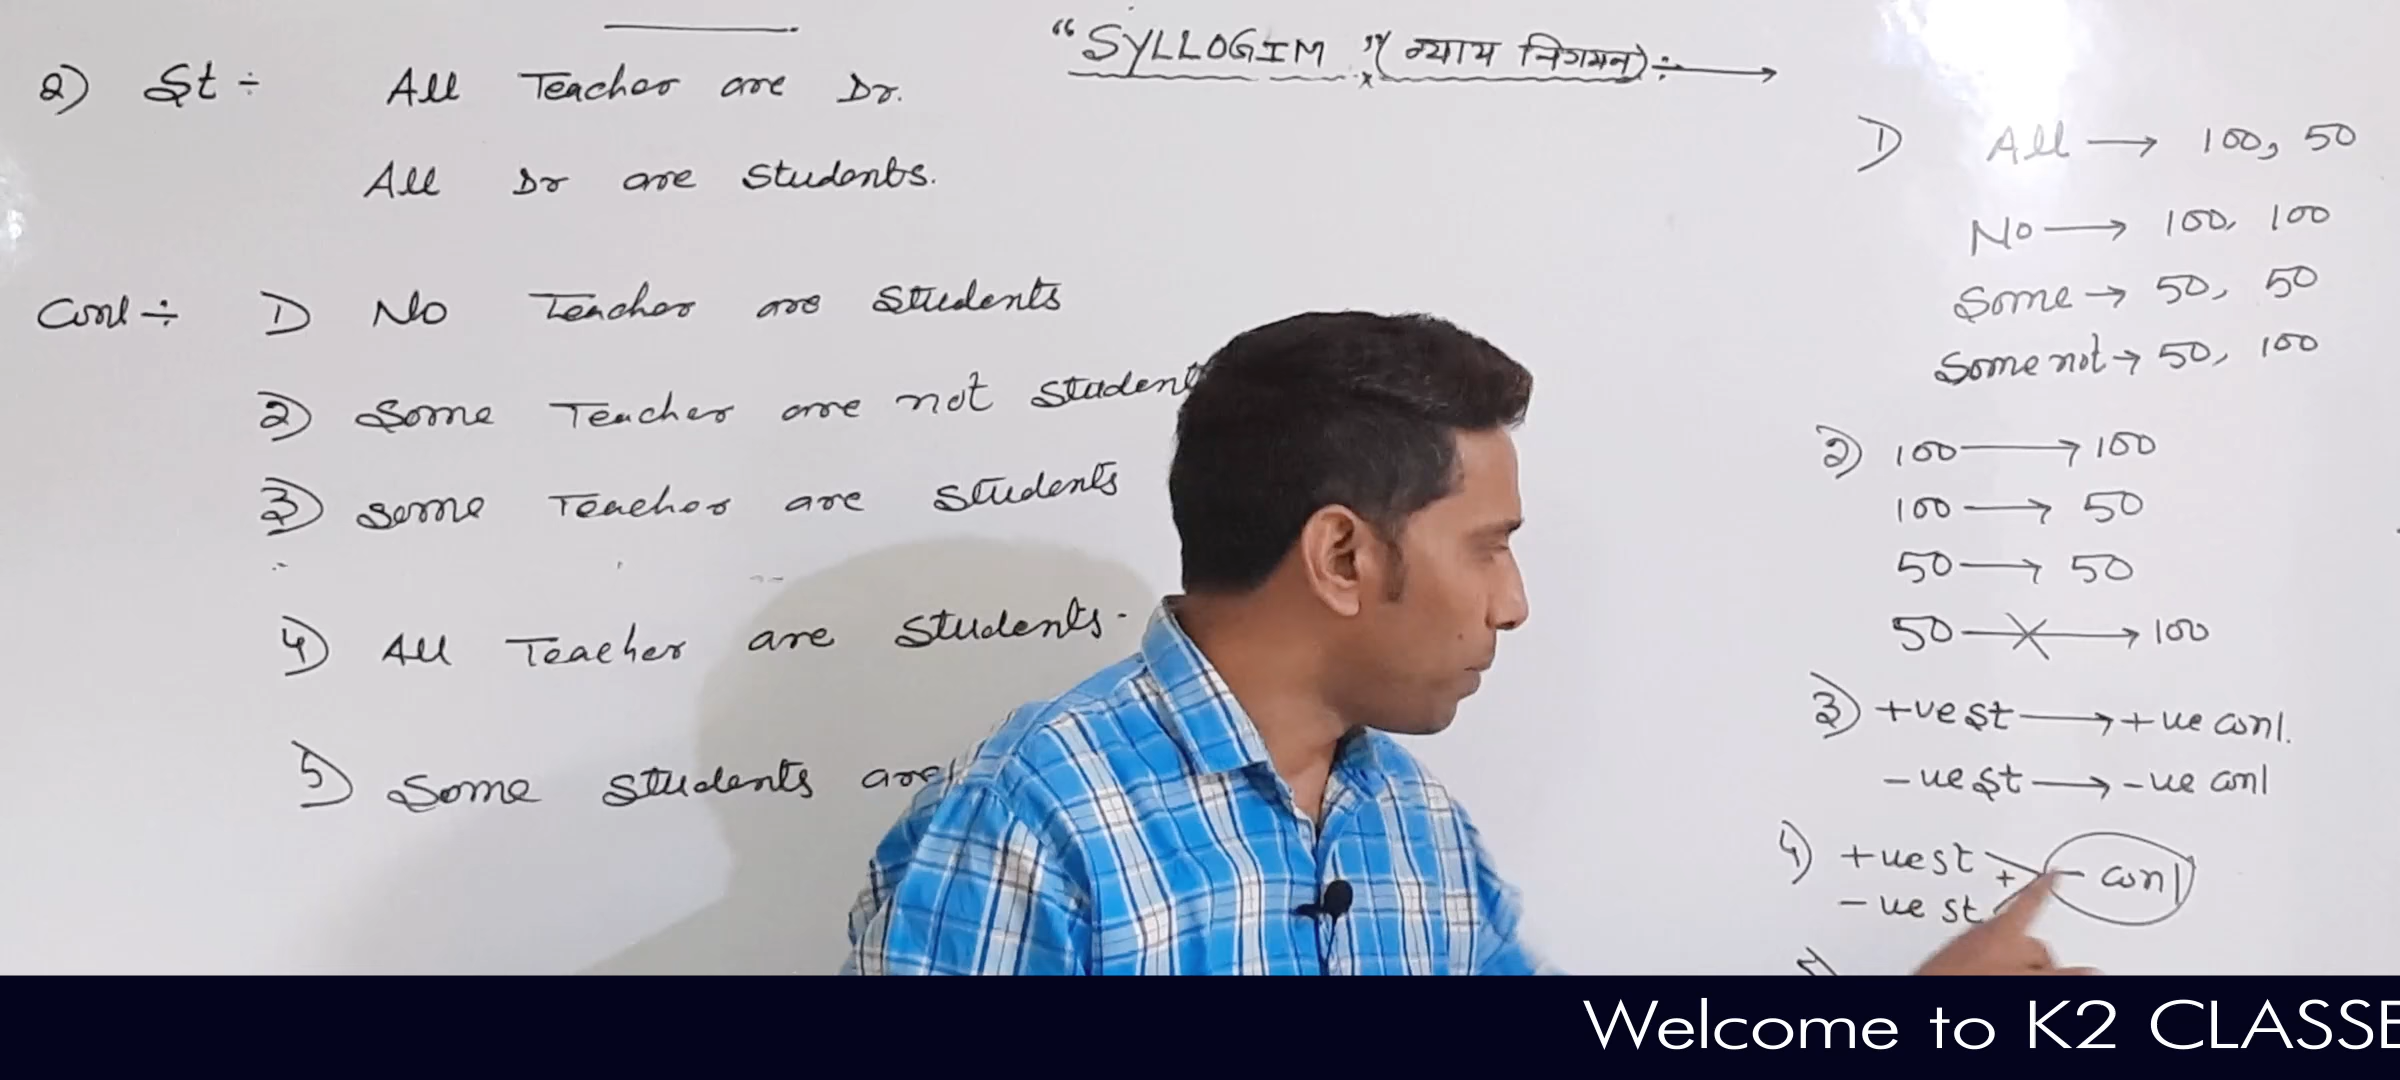 "SYLLOGIM" (न्याय निगमन) ÷ →
2) St ÷ All Teacher are Dr.
All Dr are students.
Conl ÷ 1) No Teacher are students
2) Some Teacher are not student
3) some Teacher are students
4) All Teacher are students.
5) Some students are
1) All → 100, 50
No → 100, 100
Some → 50, 50
Some not → 50, 100
2) 100 → 100
100 → 50
50 → 50
50 ✕→ 100
3) +ve st → +ve conl.
-ve st → -ve conl
4) +ve st
+ - conl
-ve st
Welcome to K2 CLASSE